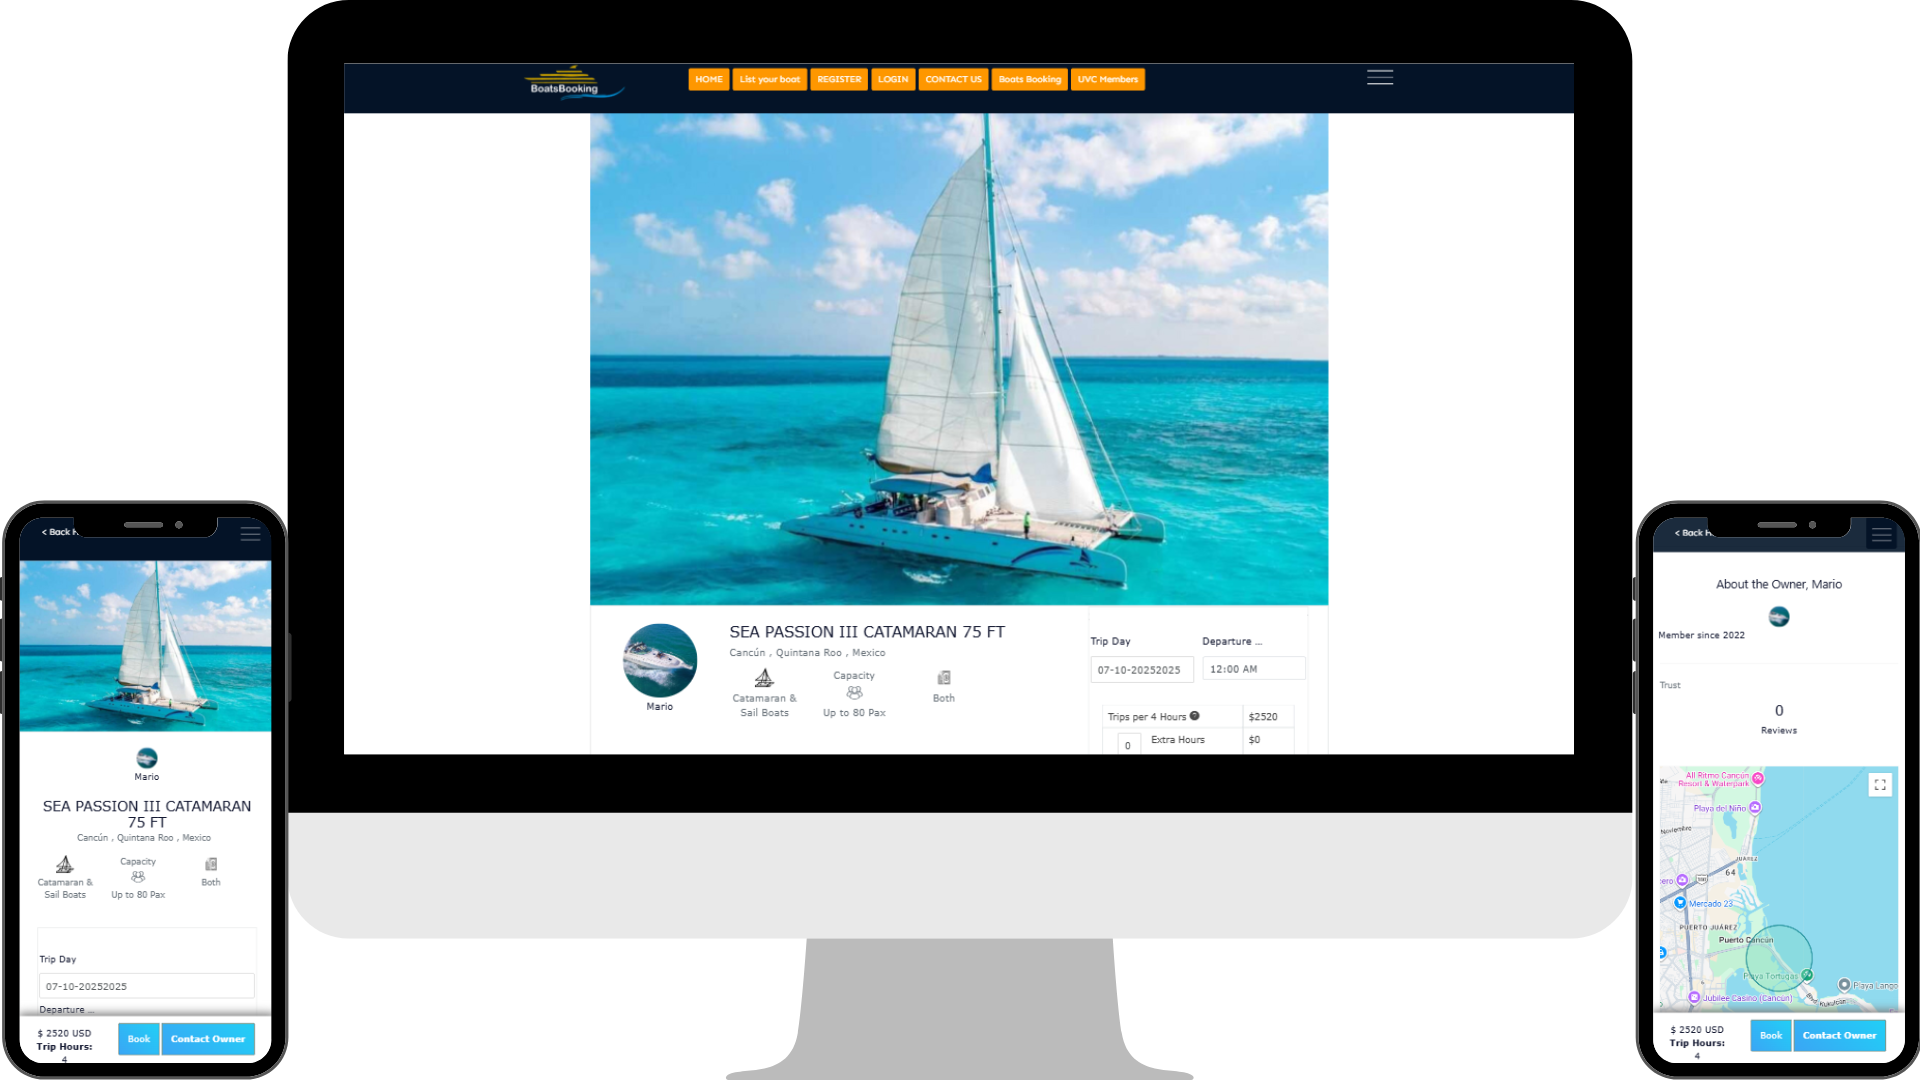 BoatsBooking
HOME
List your boat
REGISTER
LOGIN
CONTACT US
Boats Booking
UVC Members
SEA PASSION III CATAMARAN 75 FT
Cancún , Quintana Roo , Mexico
Mario
Catamaran &
Sail Boats
Capacity
Up to 80 Pax
Both
Trip Day
Departure ...
07-10-20252025
12:00 AM
Trips per 4 Hours ?
$2520
0
Extra Hours
$0
< Back
Mario
SEA PASSION III CATAMARAN
75 FT
Cancún , Quintana Roo , Mexico
Catamaran &
Sail Boats
Capacity
Up to 80 Pax
Both
Trip Day
07-10-20252025
Departure ...
$ 2520 USD
Trip Hours:
4
Book
Contact Owner
< Back
About the Owner, Mario
Member since 2022
Trust
0
Reviews
All Ritmo Cancún
Resort & Waterpark
Playa del Niño
Noviembre
JUÁREZ
64
Mercado 23
PUERTO JUÁREZ
Puerto Cancún
Playa Tortugas
Playa Lango
Jubilee Casino (Cancún)
Blvd. Kukulcan
$ 2520 USD
Trip Hours:
4
Book
Contact Owner